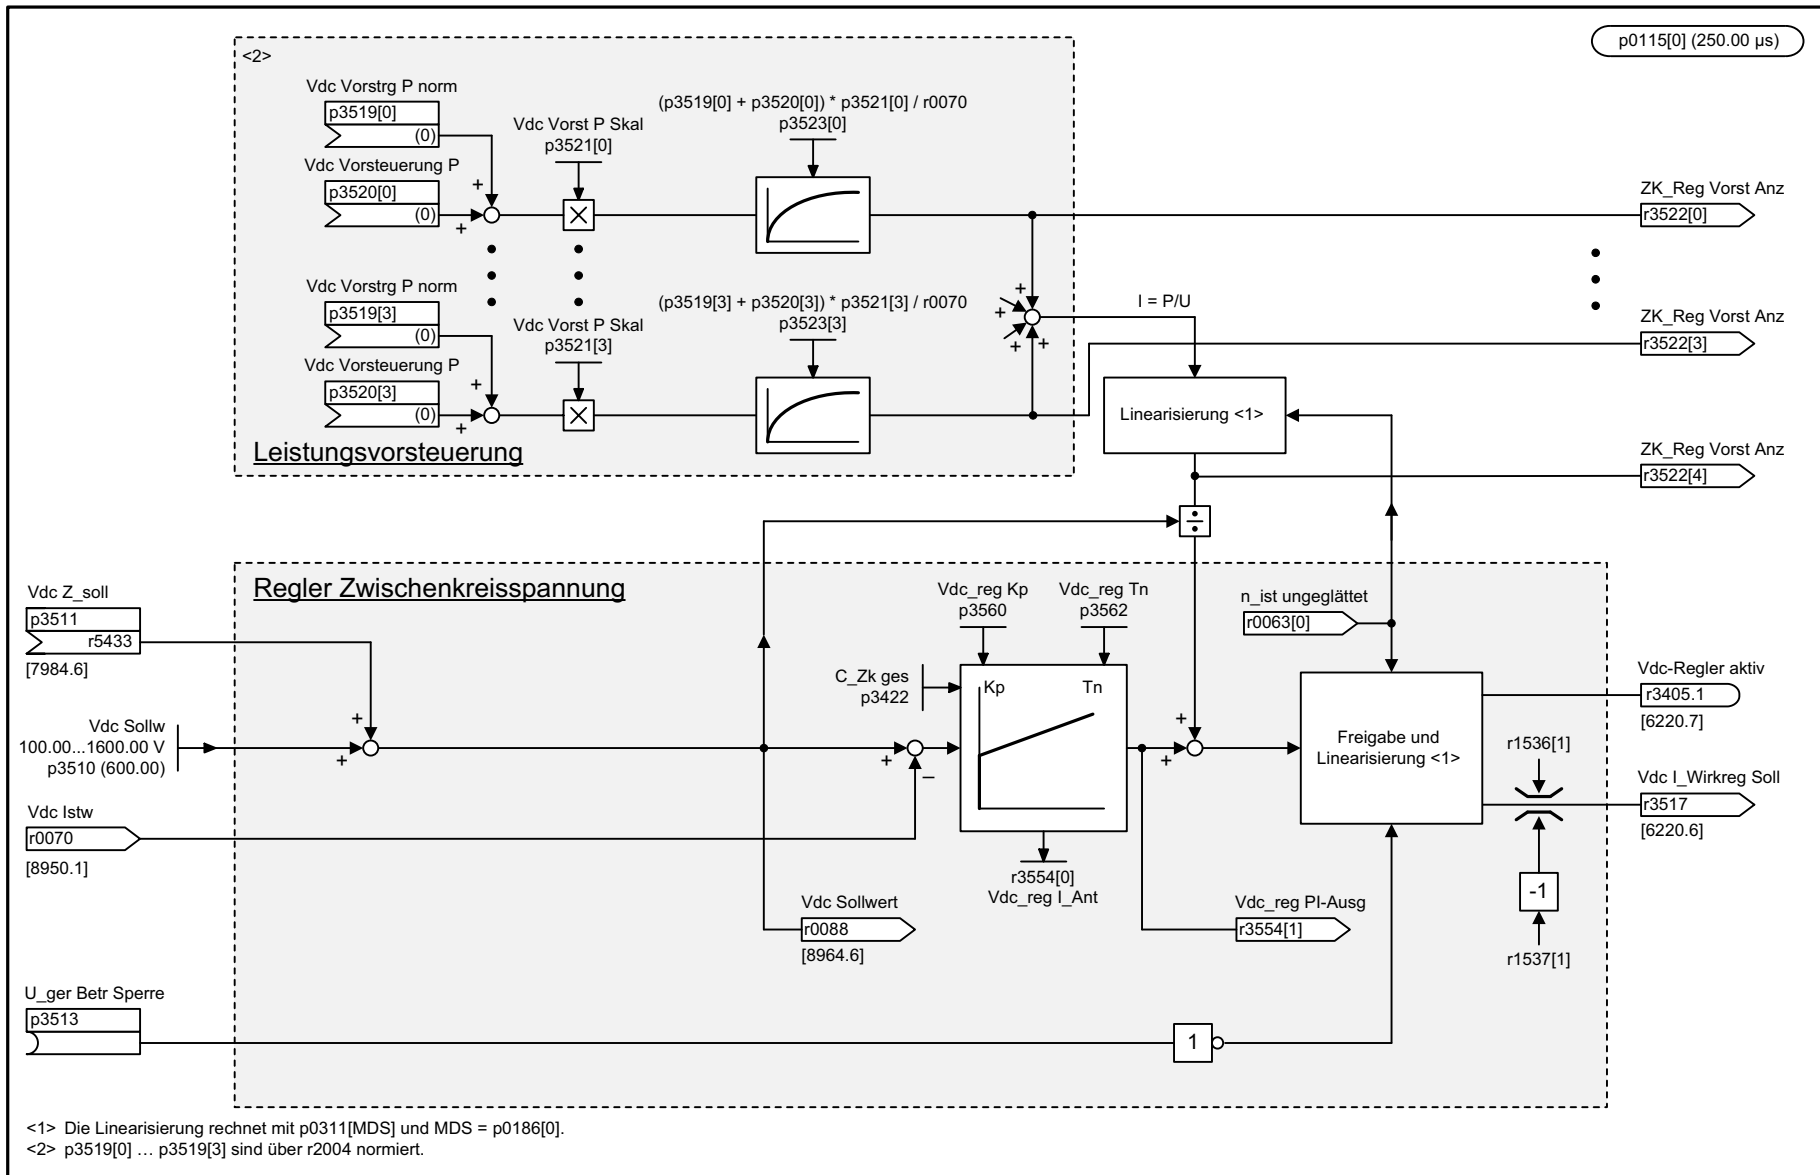 p0115[0] (250.00 µs)
<2>
Vdc Vorstrg P norm
p3519[0]
(0)
Vdc Vorsteuerung P
p3520[0]
(0)
+
+
Vdc Vorst P Skal
p3521[0]
(p3519[0] + p3520[0]) * p3521[0] / r0070
p3523[0]
ZK_Reg Vorst Anz
r3522[0]
Vdc Vorstrg P norm
p3519[3]
(0)
Vdc Vorsteuerung P
p3520[3]
(0)
+
+
Vdc Vorst P Skal
p3521[3]
(p3519[3] + p3520[3]) * p3521[3] / r0070
p3523[3]
+
+
+
+
I = P/U
ZK_Reg Vorst Anz
r3522[3]
Linearisierung <1>
Leistungsvorsteuerung
ZK_Reg Vorst Anz
r3522[4]
÷
Regler Zwischenkreisspannung
Vdc Z_soll
p3511
r5433
[7984.6]
Vdc Sollw
100.00...1600.00 V
p3510 (600.00)
+
+
Vdc Istw
r0070
[8950.1]
+
–
C_Zk ges
p3422
Vdc_reg Kp
p3560
Vdc_reg Tn
p3562
Kp
Tn
r3554[0]
Vdc_reg I_Ant
+
+
n_ist ungeglättet
r0063[0]
Freigabe und
Linearisierung <1>
Vdc-Regler aktiv
r3405.1
[6220.7]
r1536[1]
Vdc I_Wirkreg Soll
r3517
[6220.6]
-1
r1537[1]
Vdc Sollwert
r0088
[8964.6]
Vdc_reg PI-Ausg
r3554[1]
U_ger Betr Sperre
p3513
1
<1> Die Linearisierung rechnet mit p0311[MDS] und MDS = p0186[0].
<2> p3519[0] … p3519[3] sind über r2004 normiert.